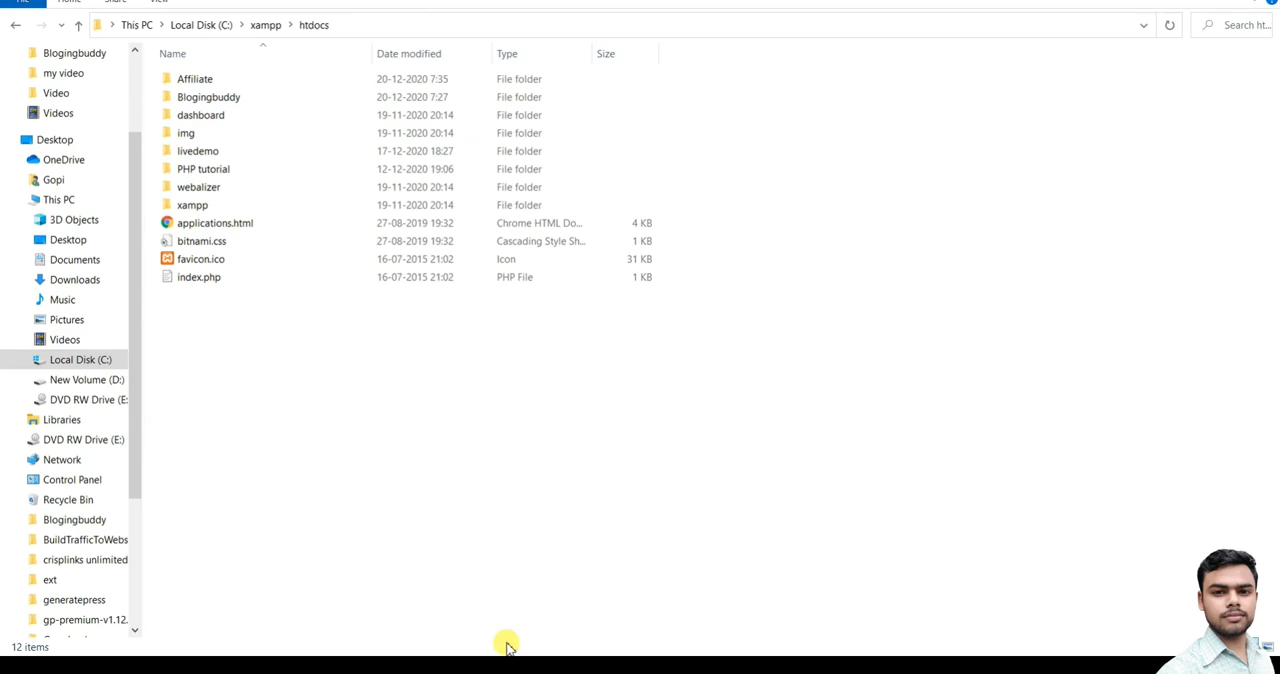 Home Share View
This PC Local Disk (C:) xampp htdocs Search ht...
Name Date modified Type Size
Blogingbuddy
my video
Video
Videos
Desktop
OneDrive
Gopi
This PC
3D Objects
Desktop
Documents
Downloads
Music
Pictures
Videos
Local Disk (C:)
New Volume (D:)
DVD RW Drive (E:
Libraries
DVD RW Drive (E:)
Network
Control Panel
Recycle Bin
Blogingbuddy
BuildTrafficToWebs
crisplinks unlimited
ext
generatepress
gp-premium-v1.12.
Affiliate 20-12-2020 7:35 File folder
Blogingbuddy 20-12-2020 7:27 File folder
dashboard 19-11-2020 20:14 File folder
img 19-11-2020 20:14 File folder
livedemo 17-12-2020 18:27 File folder
PHP tutorial 12-12-2020 19:06 File folder
webalizer 19-11-2020 20:14 File folder
xampp 19-11-2020 20:14 File folder
applications.html 27-08-2019 19:32 Chrome HTML Do... 4 KB
bitnami.css 27-08-2019 19:32 Cascading Style Sh... 1 KB
favicon.ico 16-07-2015 21:02 Icon 31 KB
index.php 16-07-2015 21:02 PHP File 1 KB
12 items